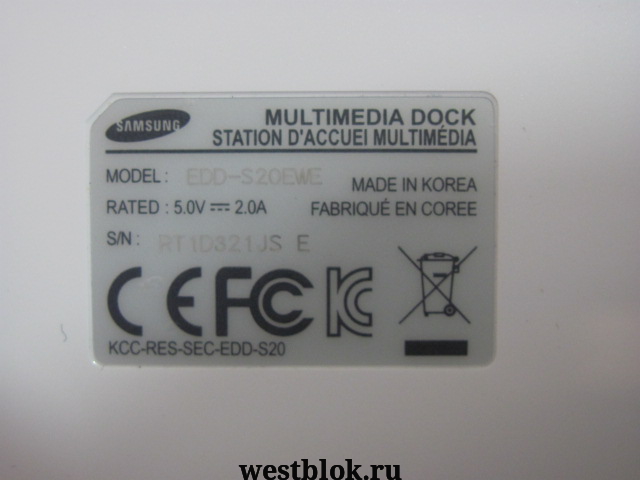 SAMSUNG
MULTIMEDIA DOCK
STATION D'ACCUEI MULTIMÉDIA
MODEL : EDD-S20EWE
MADE IN KOREA
RATED : 5.0V⎓2.0A
FABRIQUÉ EN COREE
S/N : RT1D321JS E
CE FC KC
KCC-RES-SEC-EDD-S20
westblok.ru